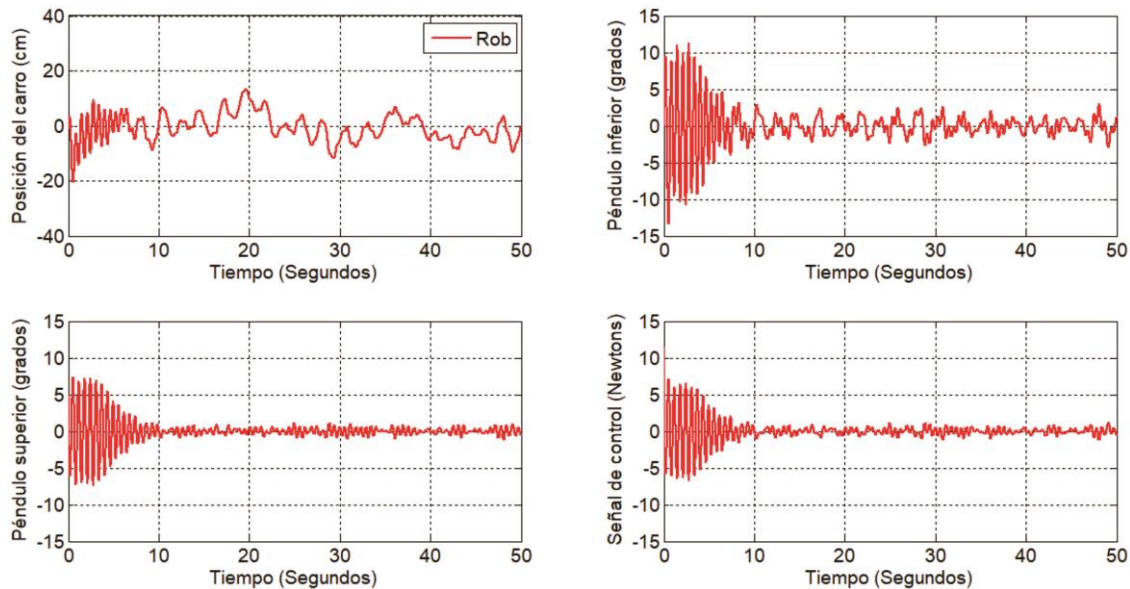 Posición del carro (cm)
40
20
0
-20
-40
Rob
0 10 20 30 40 50
Tiempo (Segundos)
Péndulo inferior (grados)
15
10
5
0
-5
-10
-15
0 10 20 30 40 50
Tiempo (Segundos)
Péndulo superior (grados)
15
10
5
0
-5
-10
-15
0 10 20 30 40 50
Tiempo (Segundos)
Señal de control (Newtons)
15
10
5
0
-5
-10
-15
0 10 20 30 40 50
Tiempo (Segundos)